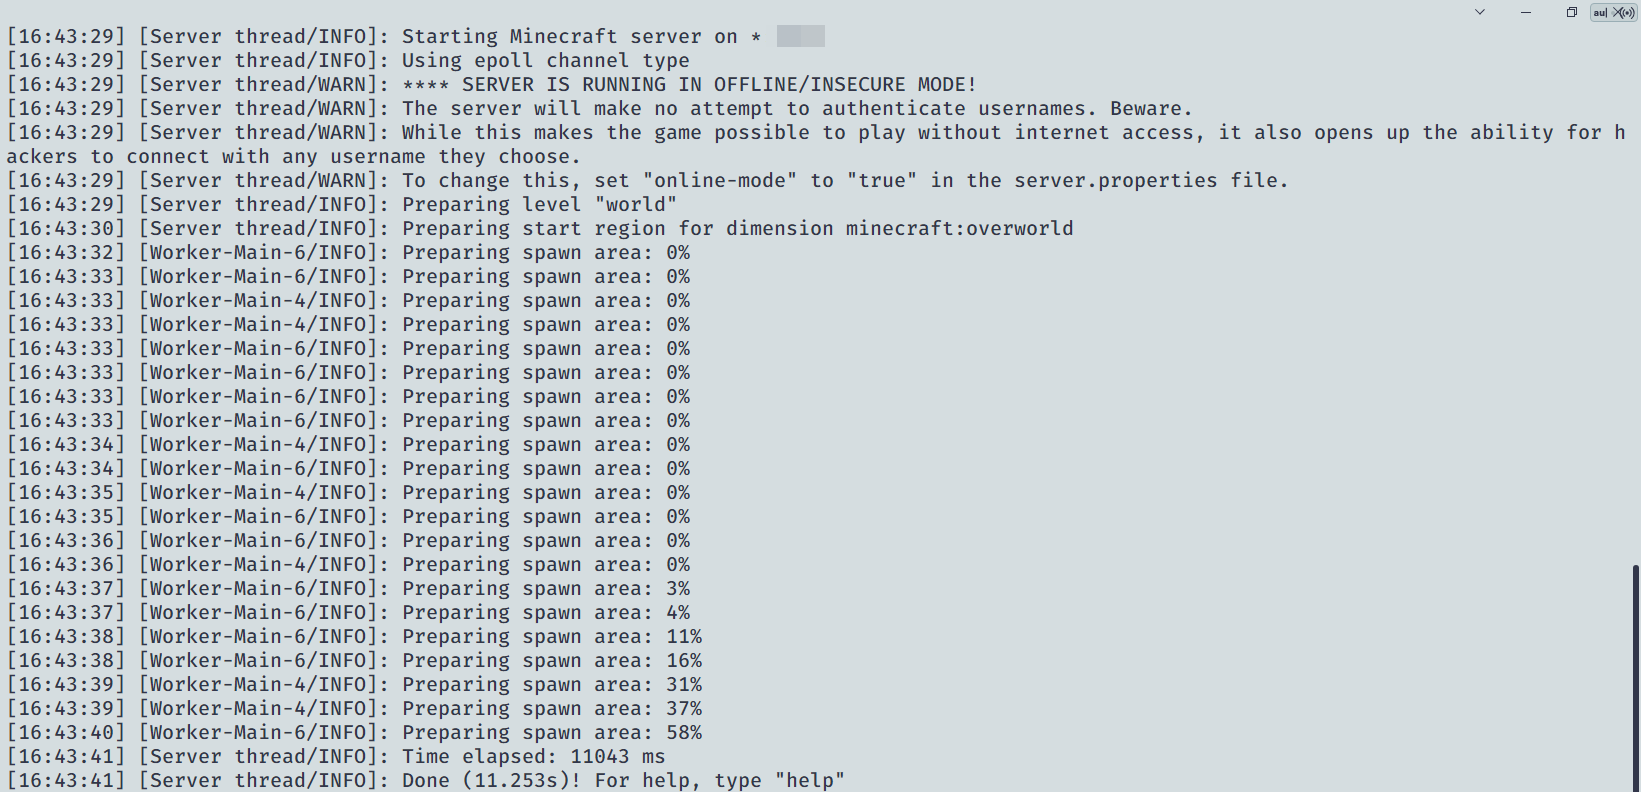 au|
[16:43:29] [Server thread/INFO]: Starting Minecraft server on *
[16:43:29] [Server thread/INFO]: Using epoll channel type
[16:43:29] [Server thread/WARN]: **** SERVER IS RUNNING IN OFFLINE/INSECURE MODE!
[16:43:29] [Server thread/WARN]: The server will make no attempt to authenticate usernames. Beware.
[16:43:29] [Server thread/WARN]: While this makes the game possible to play without internet access, it also opens up the ability for h
ackers to connect with any username they choose.
[16:43:29] [Server thread/WARN]: To change this, set "online-mode" to "true" in the server.properties file.
[16:43:29] [Server thread/INFO]: Preparing level "world"
[16:43:30] [Server thread/INFO]: Preparing start region for dimension minecraft:overworld
[16:43:32] [Worker-Main-6/INFO]: Preparing spawn area: 0%
[16:43:33] [Worker-Main-6/INFO]: Preparing spawn area: 0%
[16:43:33] [Worker-Main-4/INFO]: Preparing spawn area: 0%
[16:43:33] [Worker-Main-4/INFO]: Preparing spawn area: 0%
[16:43:33] [Worker-Main-6/INFO]: Preparing spawn area: 0%
[16:43:33] [Worker-Main-6/INFO]: Preparing spawn area: 0%
[16:43:33] [Worker-Main-6/INFO]: Preparing spawn area: 0%
[16:43:33] [Worker-Main-6/INFO]: Preparing spawn area: 0%
[16:43:34] [Worker-Main-4/INFO]: Preparing spawn area: 0%
[16:43:34] [Worker-Main-6/INFO]: Preparing spawn area: 0%
[16:43:35] [Worker-Main-4/INFO]: Preparing spawn area: 0%
[16:43:35] [Worker-Main-6/INFO]: Preparing spawn area: 0%
[16:43:36] [Worker-Main-6/INFO]: Preparing spawn area: 0%
[16:43:36] [Worker-Main-4/INFO]: Preparing spawn area: 0%
[16:43:37] [Worker-Main-6/INFO]: Preparing spawn area: 3%
[16:43:37] [Worker-Main-6/INFO]: Preparing spawn area: 4%
[16:43:38] [Worker-Main-6/INFO]: Preparing spawn area: 11%
[16:43:38] [Worker-Main-6/INFO]: Preparing spawn area: 16%
[16:43:39] [Worker-Main-4/INFO]: Preparing spawn area: 31%
[16:43:39] [Worker-Main-4/INFO]: Preparing spawn area: 37%
[16:43:40] [Worker-Main-6/INFO]: Preparing spawn area: 58%
[16:43:41] [Server thread/INFO]: Time elapsed: 11043 ms
[16:43:41] [Server thread/INFO]: Done (11.253s)! For help, type "help"